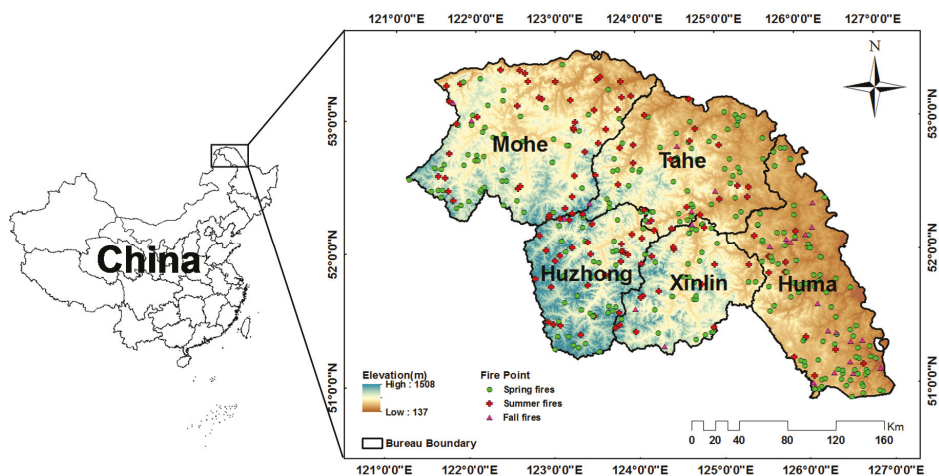 121°0'0"E 122°0'0"E 123°0'0"E 124°0'0"E 125°0'0"E 126°0'0"E 127°0'0"E
N
53°0'0"N
53°0'0"N
Mohe
Tahe
China
52°0'0"N
52°0'0"N
Huzhong
Xinlin
Huma
Elevation(m)
High : 1508
Low : 137
Fire Point
Spring fires
Summer fires
Fall fires
Bureau Boundary
51°0'0"N
51°0'0"N
Km
0 20 40 80 120 160
121°0'0"E 122°0'0"E 123°0'0"E 124°0'0"E 125°0'0"E 126°0'0"E 127°0'0"E